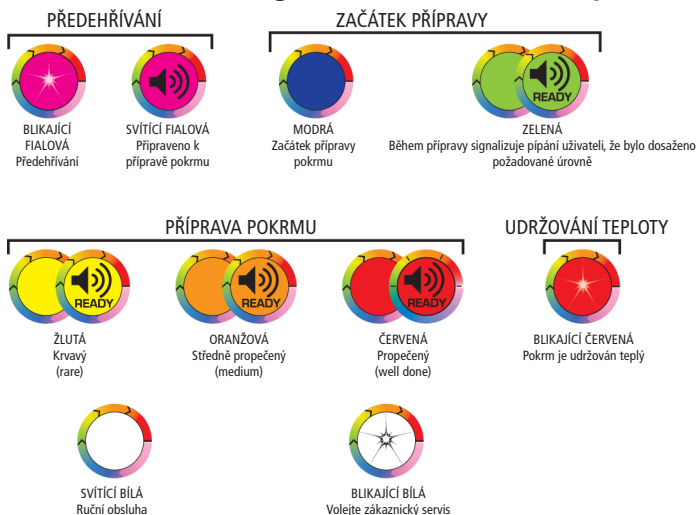 PŘEDEHŘÍVÁNÍ
ZAČÁTEK PŘÍPRAVY
READY
BLIKAJÍCÍ
FIALOVÁ
Předehřívání
SVÍTÍCÍ FIALOVÁ
Připraveno k
přípravě pokrmu
MODRÁ
Začátek přípravy
pokrmu
ZELENÁ
Během přípravy signalizuje pípání uživateli, že bylo dosaženo
požadované úrovně
PŘÍPRAVA POKRMU
UDRŽOVÁNÍ TEPLOTY
READY
READY
READY
ŽLUTÁ
Krvavý
(rare)
ORANŽOVÁ
Středně propečený
(medium)
ČERVENÁ
Propečený
(well done)
BLIKAJÍCÍ ČERVENÁ
Pokrm je udržován teplý
SVÍTÍCÍ BÍLÁ
Ruční obsluha
BLIKAJÍCÍ BÍLÁ
Volejte zákaznický servis